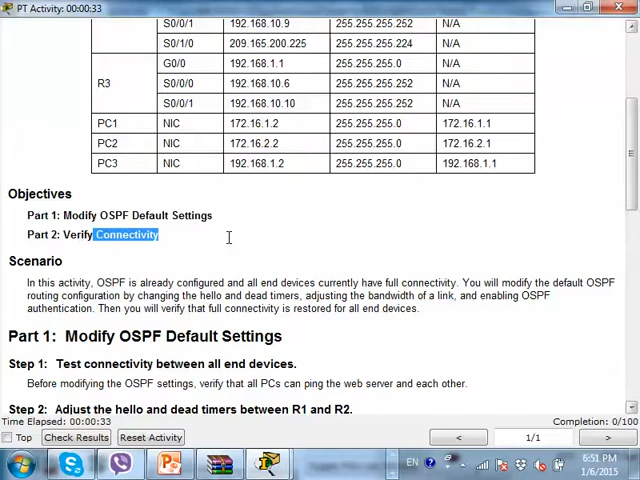 PT Activity: 00:00:33
S0/0/1 192.168.10.9 255.255.255.252 N/A
S0/1/0 209.165.200.225 255.255.255.224 N/A
R3 G0/0 192.168.1.1 255.255.255.0 N/A
S0/0/0 192.168.10.6 255.255.255.252 N/A
S0/0/1 192.168.10.10 255.255.255.252 N/A
PC1 NIC 172.16.1.2 255.255.255.0 172.16.1.1
PC2 NIC 172.16.2.2 255.255.255.0 172.16.2.1
PC3 NIC 192.168.1.2 255.255.255.0 192.168.1.1
Objectives
Part 1: Modify OSPF Default Settings
Part 2: Verify Connectivity
Scenario
In this activity, OSPF is already configured and all end devices currently have full connectivity. You will modify the default OSPF
routing configuration by changing the hello and dead timers, adjusting the bandwidth of a link, and enabling OSPF
authentication. Then you will verify that full connectivity is restored for all end devices.
Part 1: Modify OSPF Default Settings
Step 1: Test connectivity between all end devices.
Before modifying the OSPF settings, verify that all PCs can ping the web server and each other.
Step 2: Adjust the hello and dead timers between R1 and R2.
Time Elapsed: 00:00:33 Completion: 0/100
Top Check Results Reset Activity < 1/1 >
EN 6:51 PM
1/6/2015